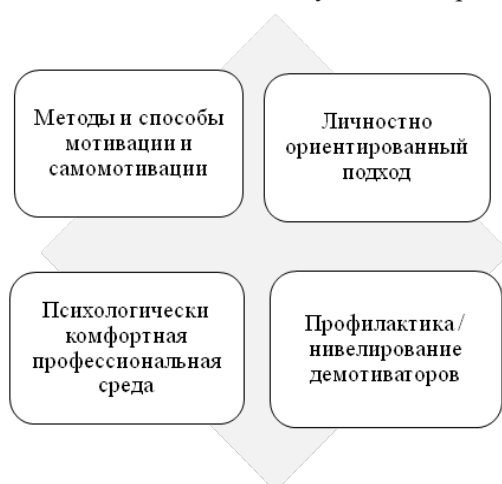 Методы и способы
мотивации и
самомотивации
Личностно
ориентированный
подход
Психологически
комфортная
профессиональная
среда
Профилактика /
нивелирование
демотиваторов